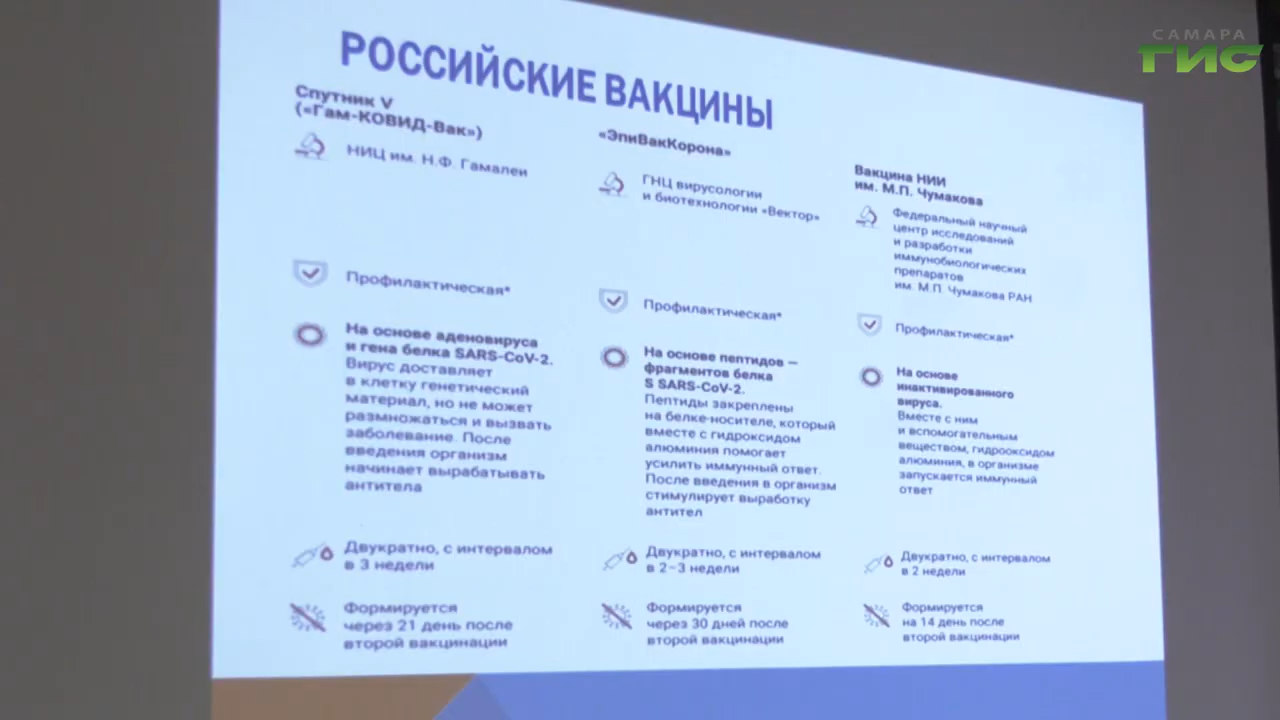 САМАРА
ГИС
РОССИЙСКИЕ ВАКЦИНЫ
Спутник V
(«Гам-КОВИД-Вак»)
НИЦ им. Н.Ф. Гамалеи
Профилактическая*
На основе аденовируса
и гена белка SARS-CoV-2.
Вирус доставляет
в клетку генетический
материал, но не может
размножаться и вызвать
заболевание. После
введения организм
начинает вырабатывать
антитела
Двукратно, с интервалом
в 3 недели
Формируется
через 21 день после
второй вакцинации
«ЭпиВакКорона»
ГНЦ вирусологии
и биотехнологии «Вектор»
Профилактическая*
На основе пептидов –
фрагментов белка
S SARS-CoV-2.
Пептиды закреплены
на белке-носителе, который
вместе с гидроксидом
алюминия помогает
усилить иммунный ответ.
После введения в организм
стимулирует выработку
антител
Двукратно, с интервалом
в 2–3 недели
Формируется
через 30 дней после
второй вакцинации
Вакцина НИИ
им. М.П. Чумакова
Федеральный научный
центр исследований
и разработки
иммунобиологических
препаратов
им. М.П. Чумакова РАН
Профилактическая*
На основе
инактивированного
вируса.
Вместе с ним
и вспомогательным
веществом, гидрооксидом
алюминия, в организме
запускается иммунный
ответ
Двукратно, с интервалом
в 2 недели
Формируется
на 14 день после
второй вакцинации